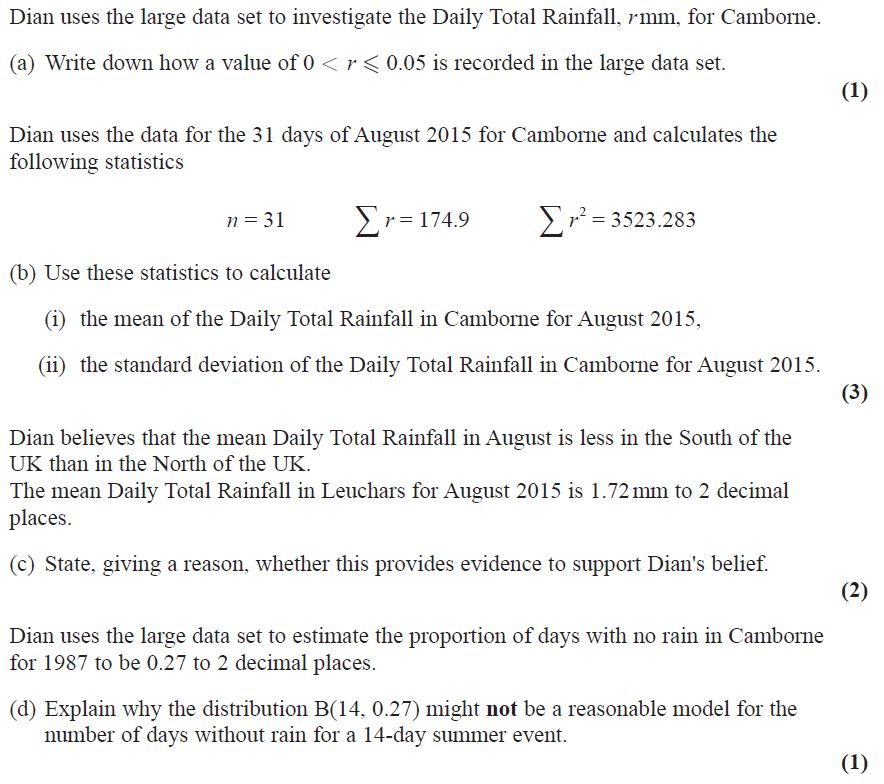 Dian uses the large data set to investigate the Daily Total Rainfall, r mm, for Camborne.
(a) Write down how a value of 0 < r ⩽ 0.05 is recorded in the large data set.
(1)
Dian uses the data for the 31 days of August 2015 for Camborne and calculates the
following statistics
n = 31 ∑r = 174.9 ∑r² = 3523.283
(b) Use these statistics to calculate
(i) the mean of the Daily Total Rainfall in Camborne for August 2015,
(ii) the standard deviation of the Daily Total Rainfall in Camborne for August 2015.
(3)
Dian believes that the mean Daily Total Rainfall in August is less in the South of the
UK than in the North of the UK.
The mean Daily Total Rainfall in Leuchars for August 2015 is 1.72 mm to 2 decimal
places.
(c) State, giving a reason, whether this provides evidence to support Dian's belief.
(2)
Dian uses the large data set to estimate the proportion of days with no rain in Camborne
for 1987 to be 0.27 to 2 decimal places.
(d) Explain why the distribution B(14, 0.27) might not be a reasonable model for the
number of days without rain for a 14-day summer event.
(1)